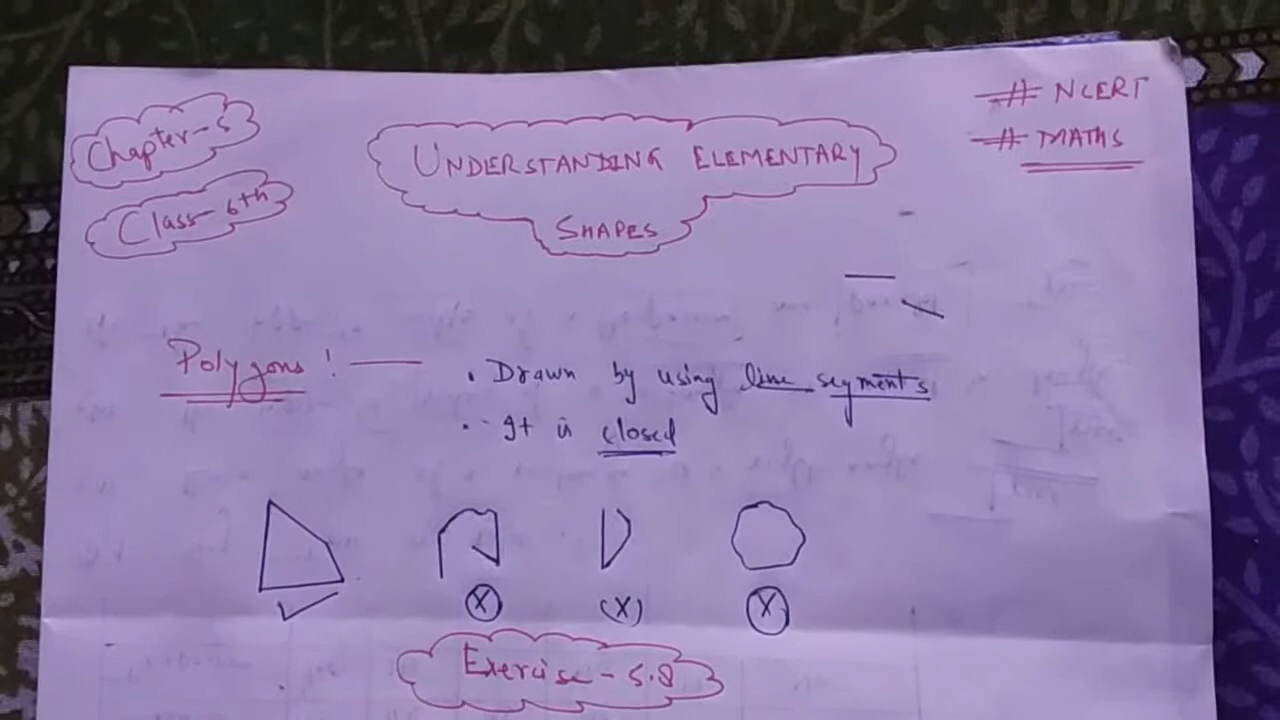 Chapter-5
Class-6th
UNDERSTANDING ELEMENTARY
SHAPES
# NCERT
# MATHS
Polygons! —
• Drawn by using line segments
• It is closed
✓ (X) (X) (X)
Exercise - 5.8